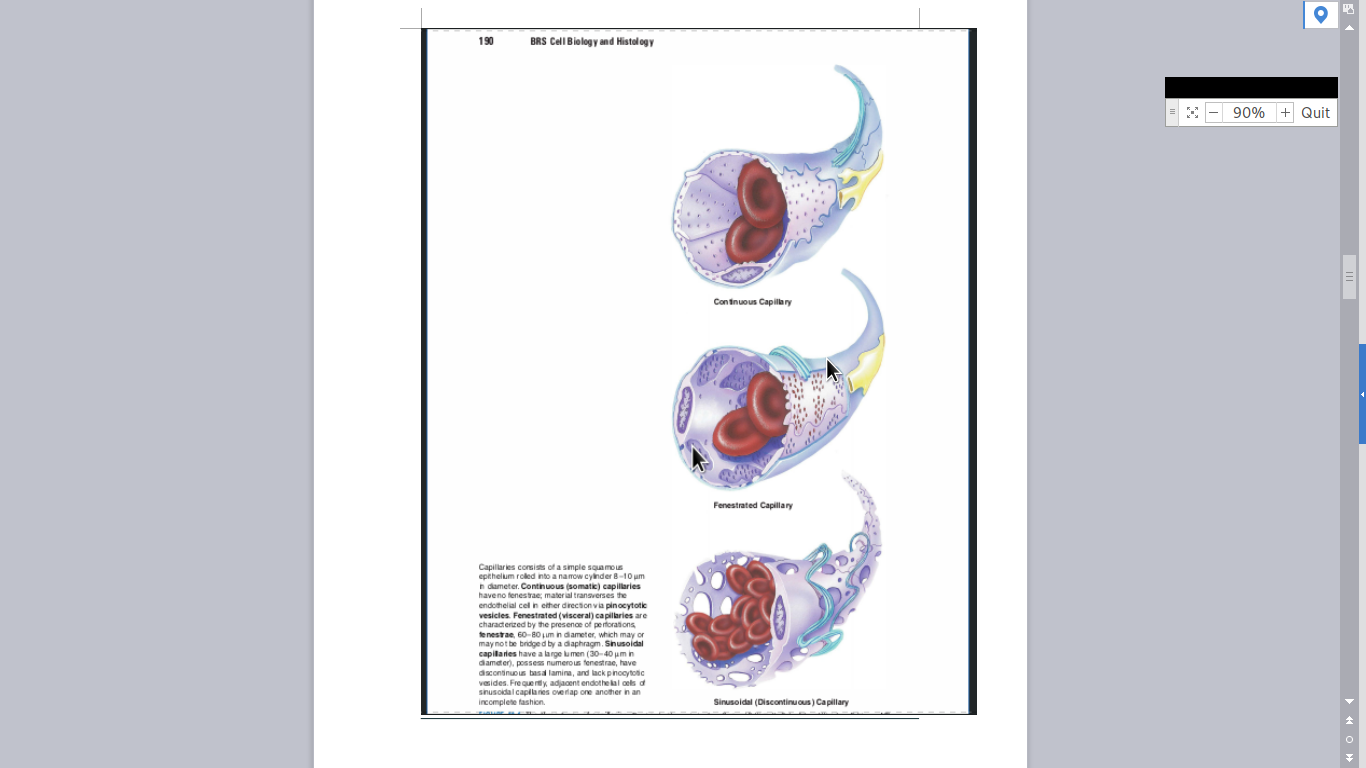 190 BRS Cell Biology and Histology
90% Quit
Continuous Capillary
Fenestrated Capillary
Capillaries consists of a simple squamous
epithelium rolled into a narrow cylinder 8–10 μm
in diameter. Continuous (somatic) capillaries
have no fenestrae; material transverses the
endothelial cell in either direction via pinocytotic
vesicles. Fenestrated (visceral) capillaries are
characterized by the presence of perforations,
fenestrae, 60–80 μm in diameter, which may or
may not be bridged by a diaphragm. Sinusoidal
capillaries have a large lumen (30–40 μm in
diameter), possess numerous fenestrae, have
discontinuous basal lamina, and lack pinocytotic
vesicles. Frequently, adjacent endothelial cells of
sinusoidal capillaries overlap one another in an
incomplete fashion.
Sinusoidal (Discontinuous) Capillary